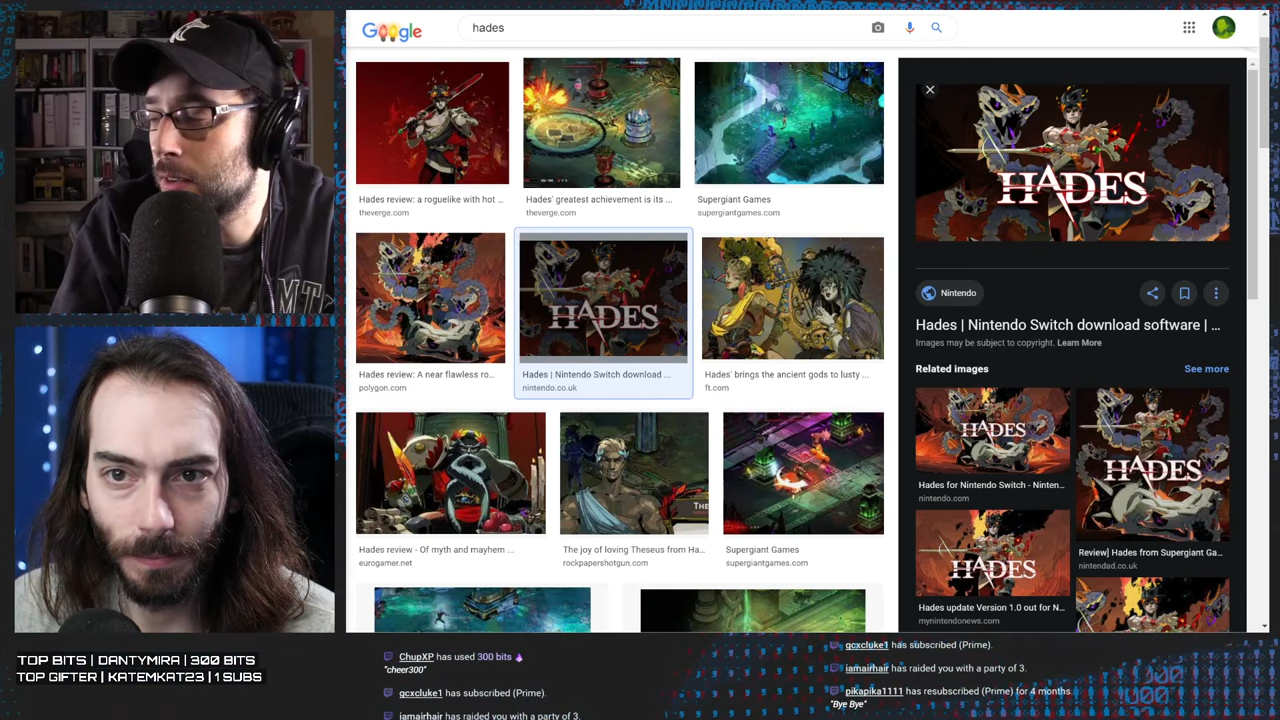 Google
hades
Hades review: a roguelike with hot ...
theverge.com
Hades' greatest achievement is its ...
theverge.com
Supergiant Games
supergiantgames.com
HADES
Hades review: A near flawless ro...
polygon.com
HADES
Hades | Nintendo Switch download ...
nintendo.co.uk
Hades' brings the ancient gods to lusty ...
ft.com
Nintendo
Hades | Nintendo Switch download software | ...
Images may be subject to copyright. Learn More
Related images
See more
HADES
Hades for Nintendo Switch - Ninten...
nintendo.com
HADES
Review] Hades from Supergiant Ga...
nintendad.co.uk
HADES
Hades update Version 1.0 out for N...
mynintendonews.com
Hades review - Of myth and mayhem ...
eurogamer.net
THE
The joy of loving Theseus from Ha...
rockpapershotgun.com
Supergiant Games
supergiantgames.com
TOP BITS | DANTYMIRA | 300 BITS
TOP GIFTER | KATEMKAT23 | 1 SUBS
ChupXP has used 300 bits
"cheer300"
gcxcluke1 has subscribed (Prime).
iamairhair has raided you with a party of 3.
gcxcluke1 has subscribed (Prime).
iamairhair has raided you with a party of 3.
pikapika1111 has resubscribed (Prime) for 4 months.
"Bye Bye"